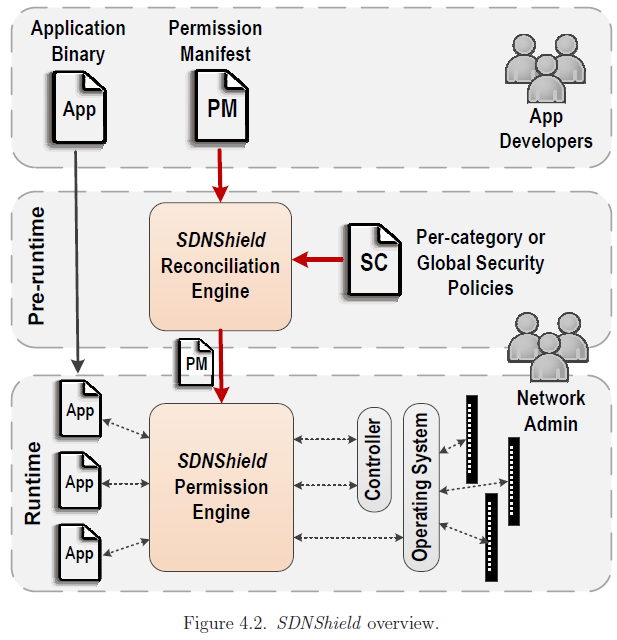 Application
Binary
Permission
Manifest
App
PM
App
Developers
Pre-runtime
SDNShield
Reconciliation
Engine
SC
Per-category or
Global Security
Policies
PM
Network
Admin
Runtime
App
App
App
SDNShield
Permission
Engine
Controller
Operating System
Figure 4.2. SDNShield overview.